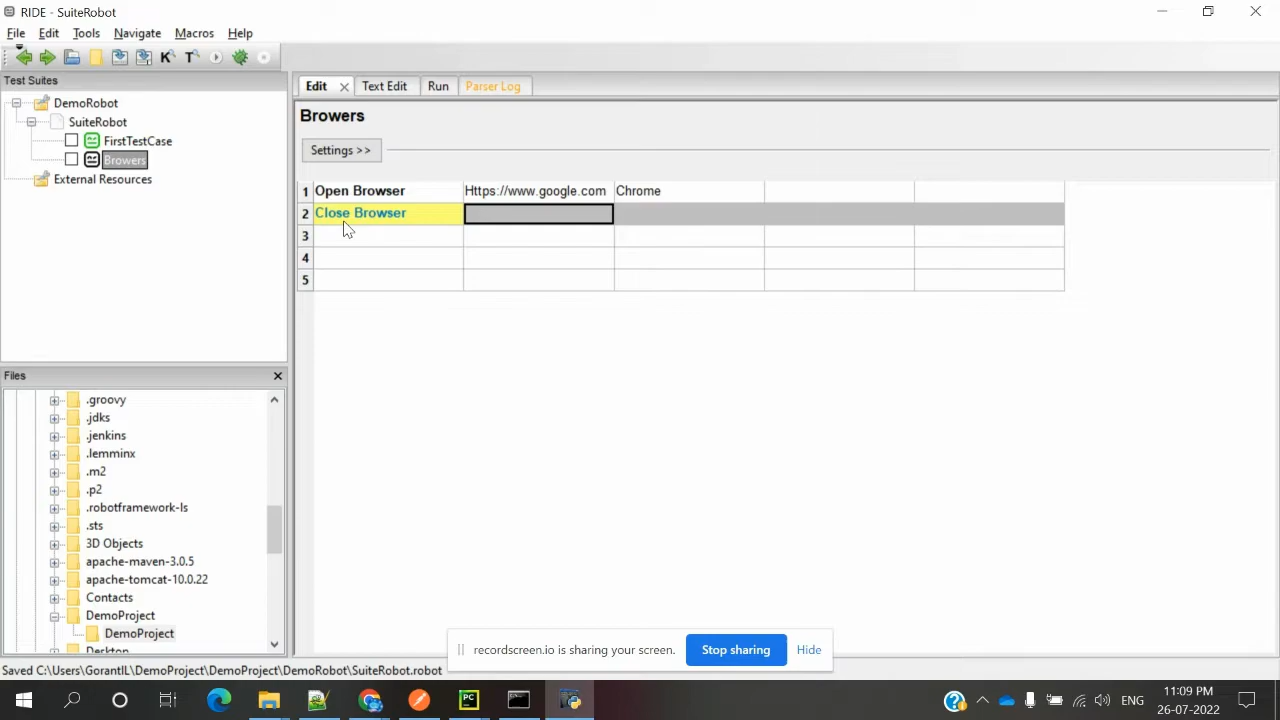 RIDE - SuiteRobot
File Edit Tools Navigate Macros Help
Test Suites
DemoRobot
SuiteRobot
FirstTestCase
Browers
External Resources
Files
.groovy
.jdks
.jenkins
.lemminx
.m2
.p2
.robotframework-ls
.sts
3D Objects
apache-maven-3.0.5
apache-tomcat-10.0.22
Contacts
DemoProject
DemoProject
Desktop
Edit Text Edit Run Parser Log
Browers
Settings >>
1 Open Browser Https://www.google.com Chrome
2 Close Browser
3
4
5
recordscreen.io is sharing your screen. Stop sharing Hide
Saved C:\Users\GorantIL\DemoProject\DemoProject\DemoRobot\SuiteRobot.robot
ENG
11:09 PM
26-07-2022